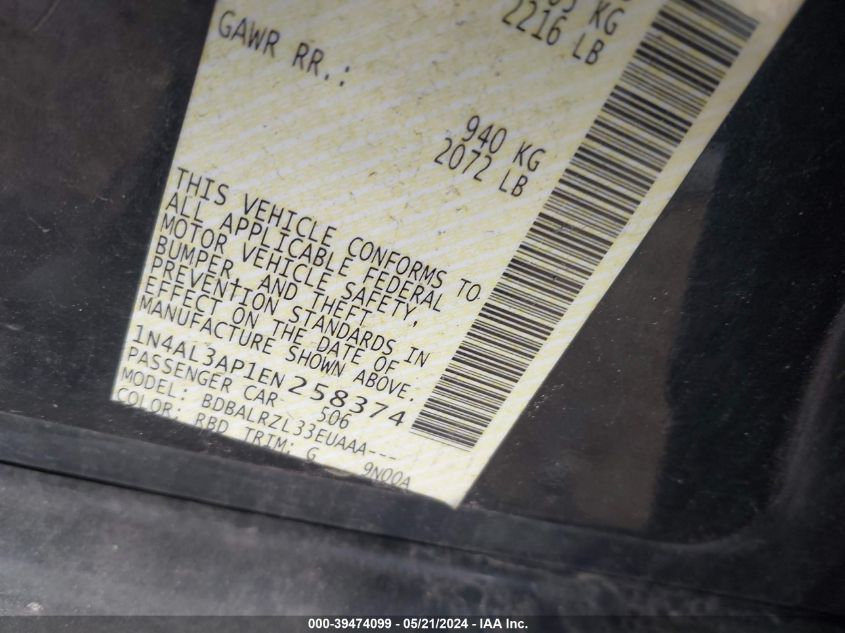 KG
2216 LB
GAWR RR.:
940 KG
2072 LB
THIS VEHICLE CONFORMS TO
ALL APPLICABLE FEDERAL
MOTOR VEHICLE SAFETY,
BUMPER, AND THEFT
PREVENTION STANDARDS IN
EFFECT ON THE DATE OF
MANUFACTURE SHOWN ABOVE.
1N4AL3AP1EN258374
PASSENGER CAR 506
MODEL: BDBALRZL33EUAAA---
COLOR: RBD TRIM: G 9N00A
000-39474099 / 05/21/2024 - IAA Inc.